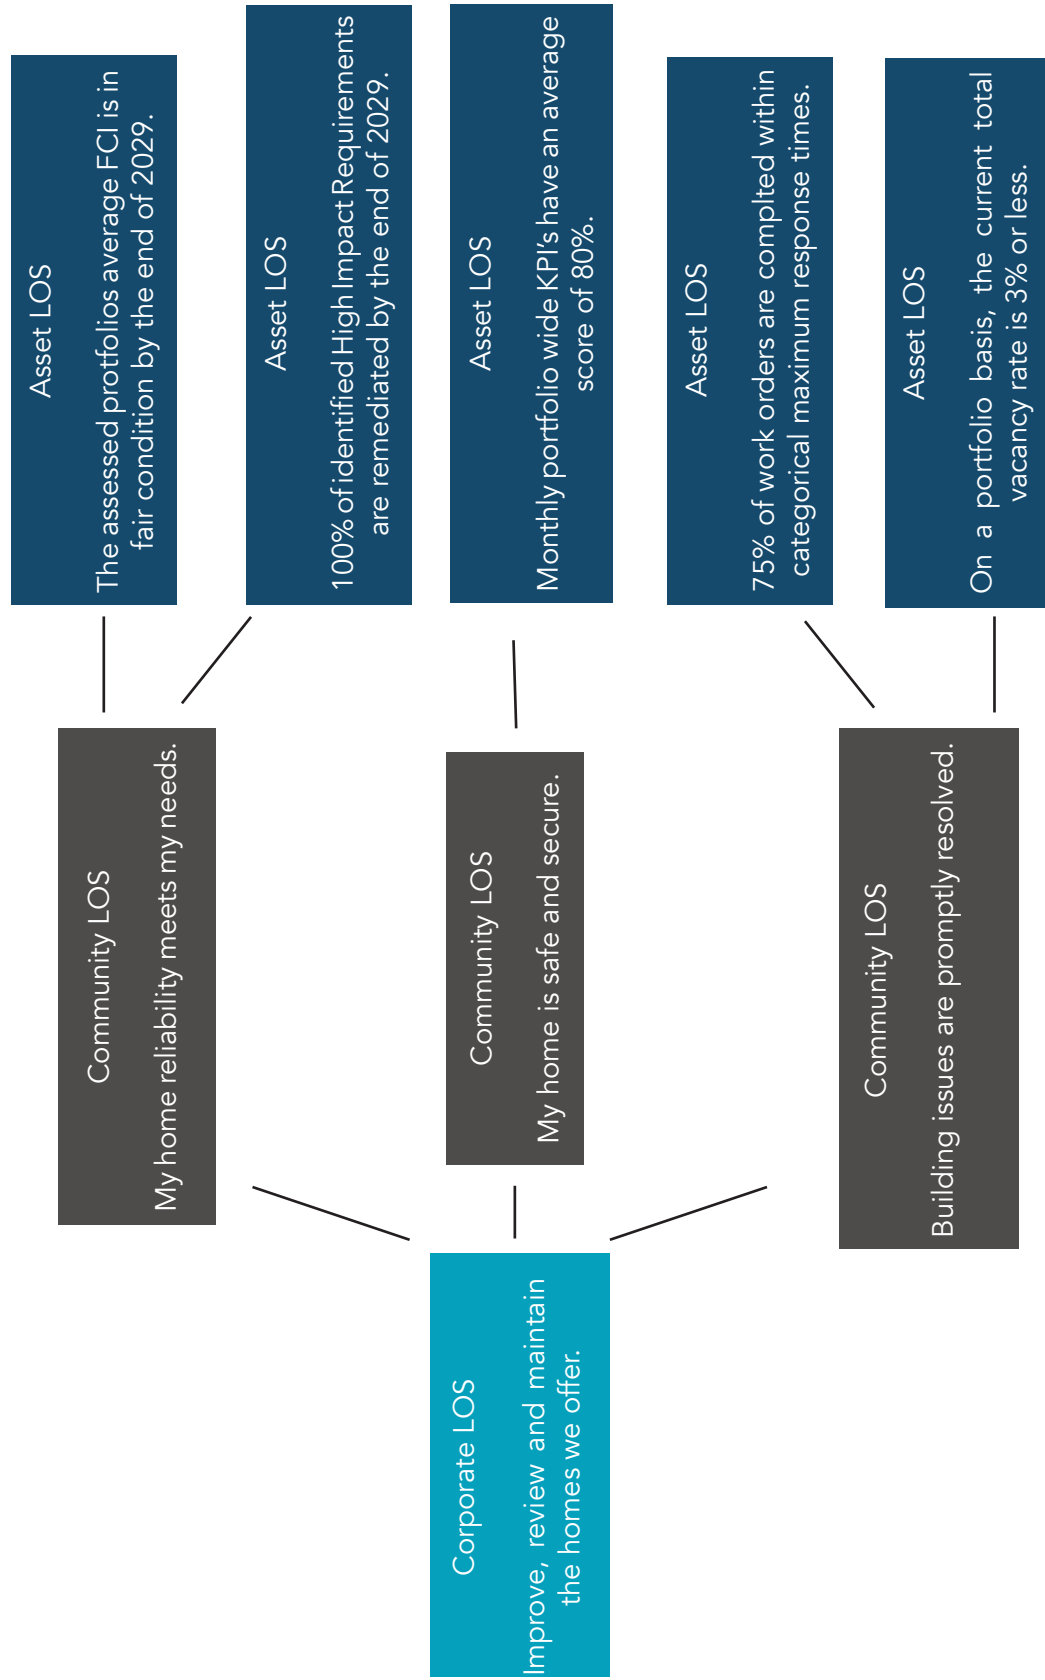 Corporate LOS
Improve, review and maintain
the homes we offer.
Community LOS
My home reliability meets my needs.
Community LOS
My home is safe and secure.
Community LOS
Building issues are promptly resolved.
Asset LOS
The assessed protfolios average FCI is in
fair condition by the end of 2029.
Asset LOS
100% of identified High Impact Requirements
are remediated by the end of 2029.
Asset LOS
Monthly portfolio wide KPI's have an average
score of 80%.
Asset LOS
75% of work orders are complted within
categorical maximum response times.
Asset LOS
On a portfolio basis, the current total
vacancy rate is 3% or less.